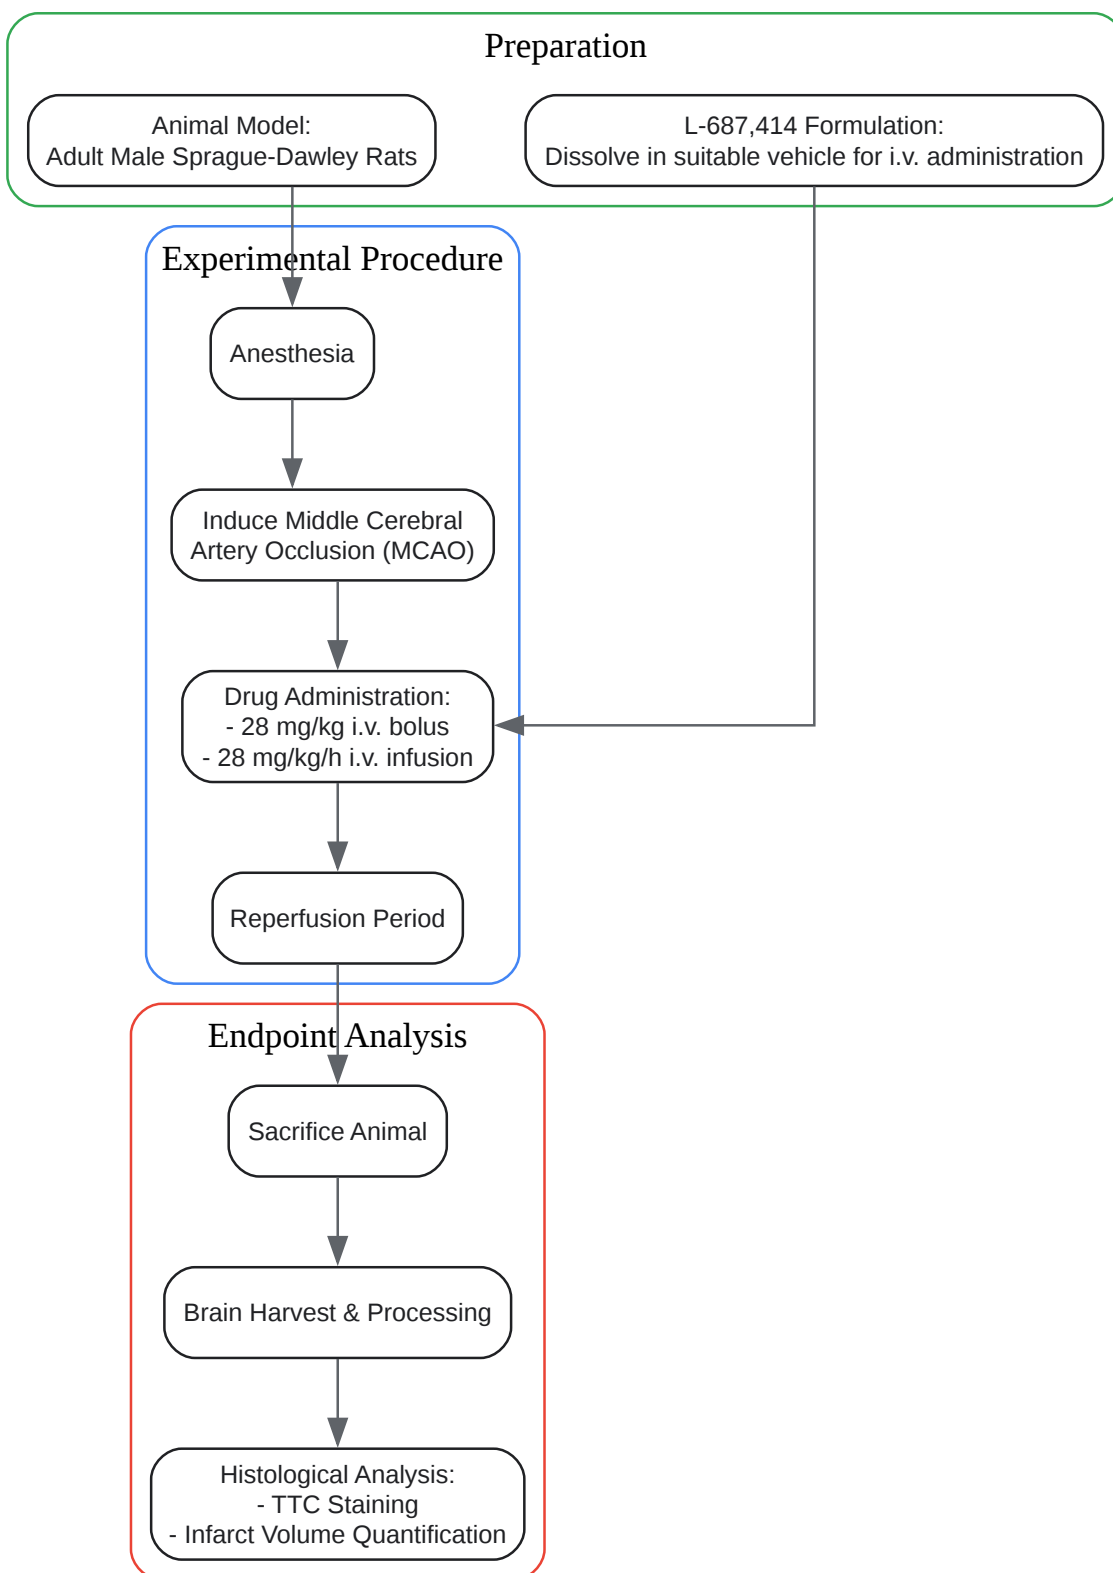 Preparation
Animal Model:
Adult Male Sprague-Dawley Rats
L-687,414 Formulation:
Dissolve in suitable vehicle for i.v. administration
Experimental Procedure
Anesthesia
Induce Middle Cerebral
Artery Occlusion (MCAO)
Drug Administration:
- 28 mg/kg i.v. bolus
- 28 mg/kg/h i.v. infusion
Reperfusion Period
Endpoint Analysis
Sacrifice Animal
Brain Harvest & Processing
Histological Analysis:
- TTC Staining
- Infarct Volume Quantification